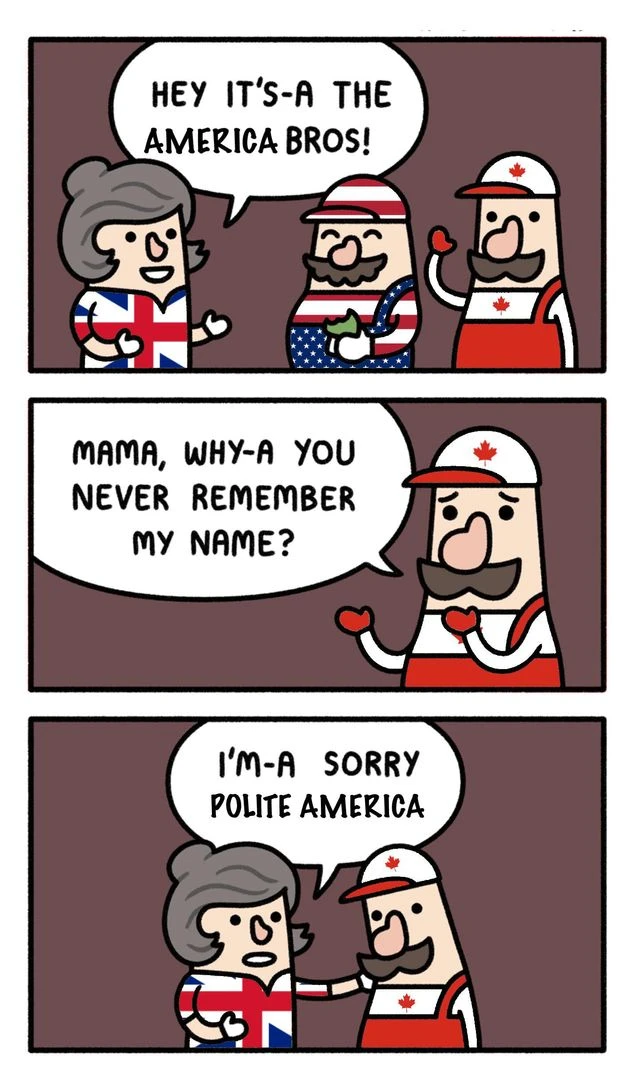 HEY IT'S-A THE
AMERICA BROS!
MAMA, WHY-A YOU
NEVER REMEMBER
MY NAME?
I'M-A SORRY
POLITE AMERICA